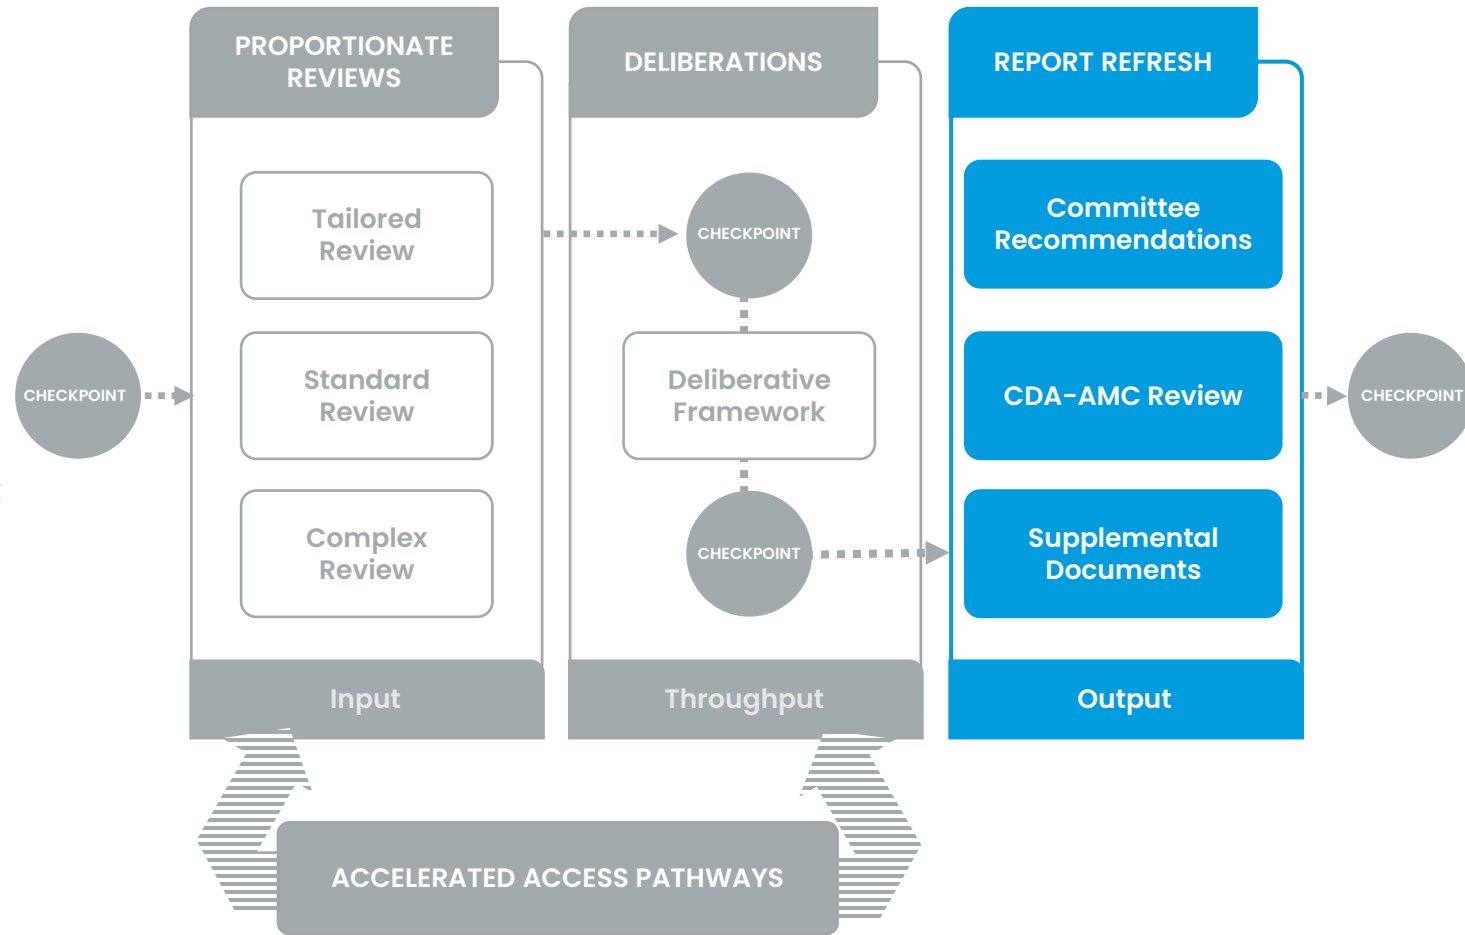 PROPORTIONATE
REVIEWS
DELIBERATIONS
REPORT REFRESH
Tailored
Review
CHECKPOINT
Committee
Recommendations
CHECKPOINT
Standard
Review
Deliberative
Framework
CDA-AMC Review
CHECKPOINT
Complex
Review
CHECKPOINT
Supplemental
Documents
Input
Throughput
Output
ACCELERATED ACCESS PATHWAYS